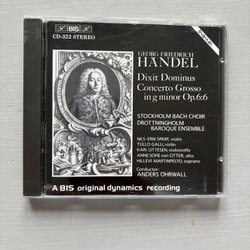 BIS
CD-322 STEREO
GEORG FRIEDRICH
HANDEL
Dixit Dominus
Concerto Grosso
in g minor Op.6:6
STOCKHOLM BACH CHOIR
DROTTNINGHOLM
BAROQUE ENSEMBLE
NILS-ERIK SPARF, violin
TULLO GALLI, violin
KARI OTTESEN, violoncello
ANNE SOFIE von OTTER, alto
HILLEVI MARTINPELTO, soprano
Conductor
ANDERS ÖHRWALL
A BIS original dynamics recording